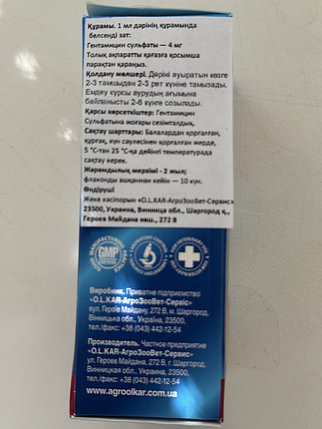 Құрамы. 1 мл дәрінің құрамында
белсенді зат:
Гентамицин сульфаты — 4 мг
Толық ақпаратты қағазға қосымша
парақтан қараңыз.
Қолдану мөлшері. Дәріні ауыратын көзге
2-3 тамшыдан 2-3 рет күніне тамызады.
Емдеу курсы аурудың ағымына
байланысты 2-6 күнге созылады.
Қарсы көрсеткіштер: Гентамицин
Сульфатына жоғары сезімталдық.
Сақтау шарттары: Балалардан қорғалған,
құрғақ, күн сәулесінен қорғалған жерде,
5 °С-тан 25 °С-қа дейінгі температурада
сақтау керек.
Жарамдылық мерзімі - 2 жыл;
флаконды ашқаннан кейін — 10 күн.
Өндіруші
Жеке кәсіпорын «O.L.KAR-АгроЗооВет-Сервис»
23500, Украина, Винница обл., Шаргород қ.,
Героев Майдана көш., 272 В
GMP
Виробник. Приватне підприємство
«O.L.KAR-АгроЗооВет-Сервіс»
вул. Героїв Майдану, 272 В, м. Шаргород,
Вінницька обл., Україна, 23500,
тел./факс: +38 (043) 442-12-54
Производитель. Частное предприятие
«O.L.KAR-АгроЗооВет-Сервис»
ул. Героев Майдана, 272 В, г. Шаргород,
Винницкая обл., Украина, 23500,
тел./факс: +38 (043) 442-12-54
www.agroolkar.com.ua